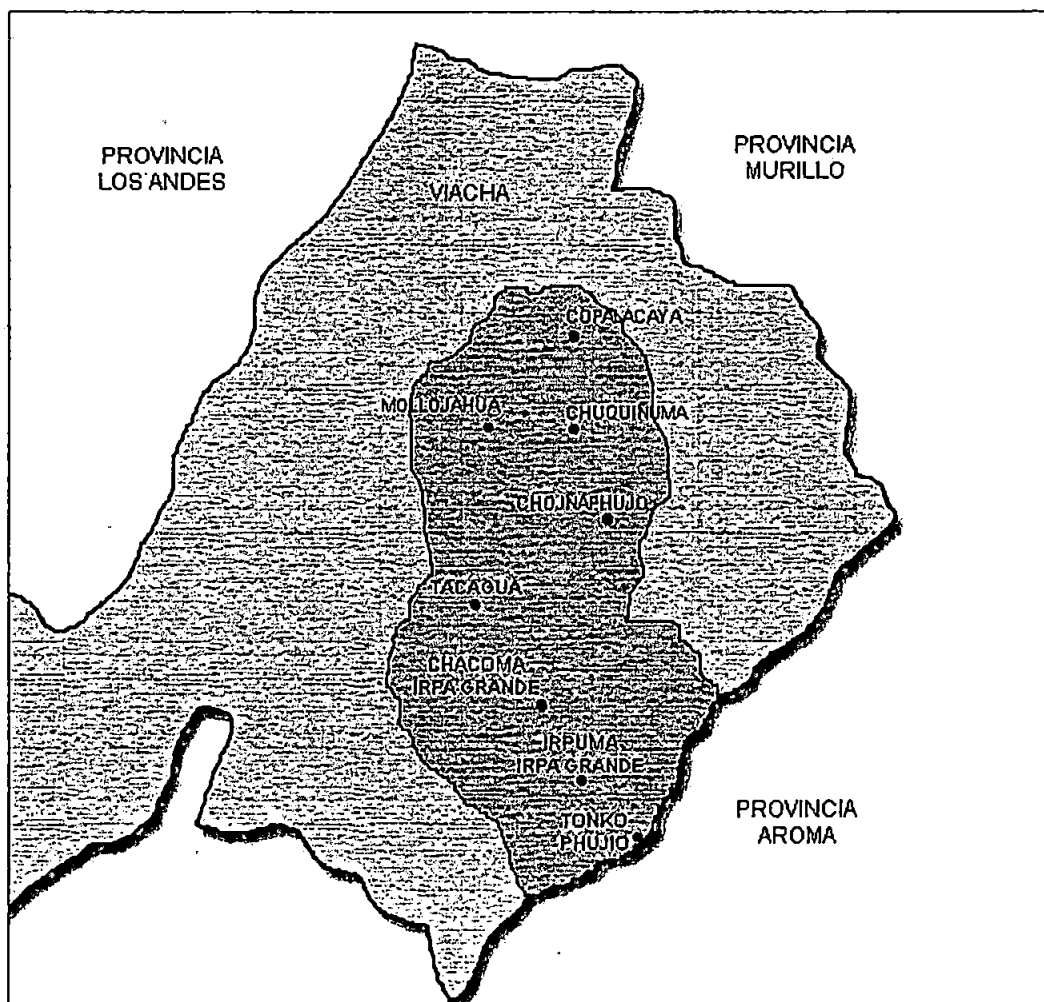 PROVINCIA
LOS ANDES
PROVINCIA
MURILLO
VIACHA
COPALACAYA
MOLLOJAHUA
CHUQUIÑUMA
CHOJNAPHUJO
TACAGUA
CHACOMA
IRPA GRANDE
IRPUMA
IRPA GRANDE
TONKO
PHUJIO
PROVINCIA
AROMA